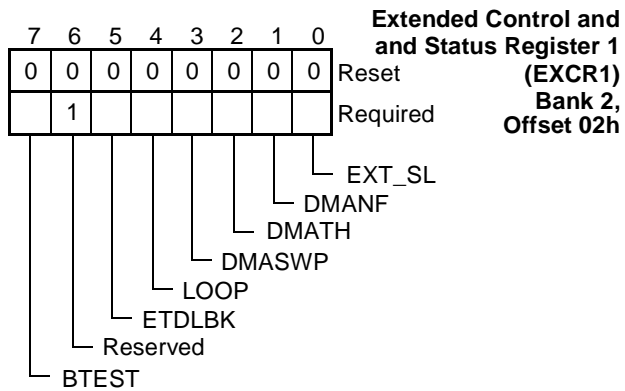 Extended Control and
and Status Register 1
(EXCR1)
Bank 2,
Offset 02h
7 6 5 4 3 2 1 0
0 0 0 0 0 0 0 0 Reset
1 Required
EXT_SL
DMANF
DMATH
DMASWP
LOOP
ETDLBK
Reserved
BTEST